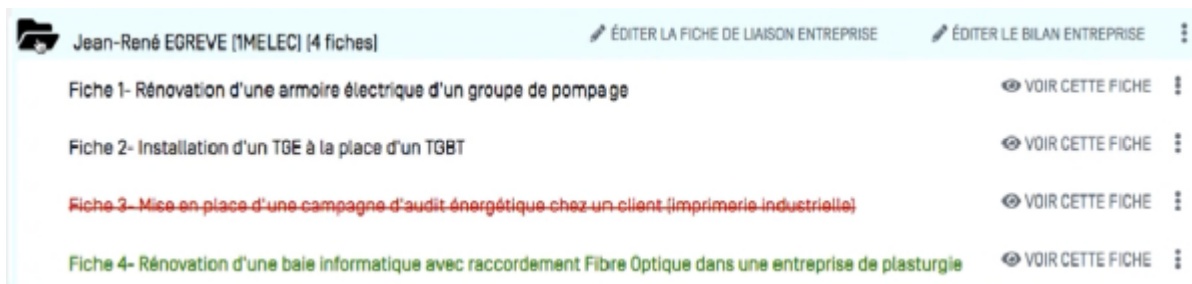 Jean-René EGREVE [1MELEC] [4 fiches] ÉDITER LA FICHE DE LIAISON ENTREPRISE ÉDITER LE BILAN ENTREPRISE
Fiche 1- Rénovation d'une armoire électrique d'un groupe de pompage VOIR CETTE FICHE
Fiche 2- Installation d'un TGE à la place d'un TGBT VOIR CETTE FICHE
Fiche 3- Mise en place d'une campagne d'audit énergétique chez un client (imprimerie industrielle) VOIR CETTE FICHE
Fiche 4- Rénovation d'une baie informatique avec raccordement Fibre Optique dans une entreprise de plasturgie VOIR CETTE FICHE